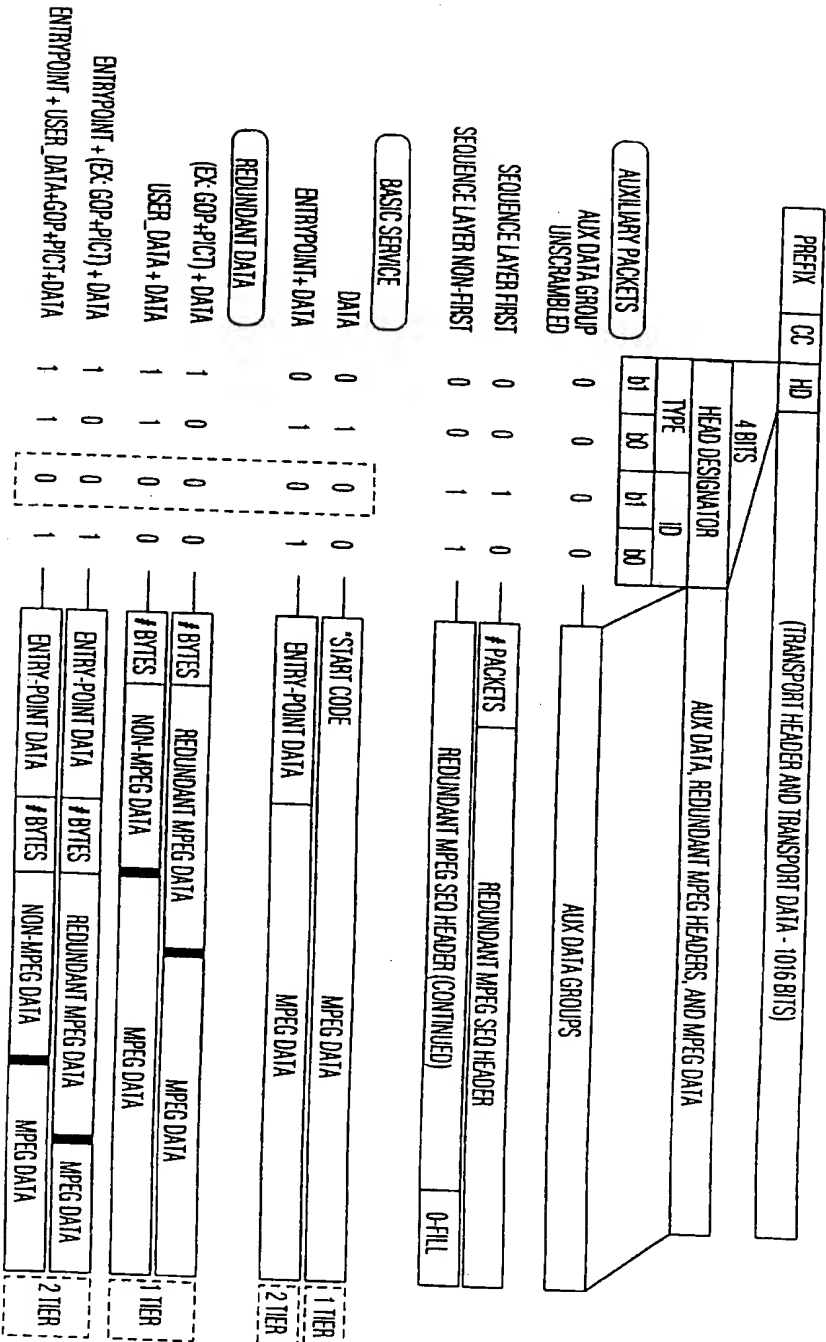 PREFIX CC HD (TRANSPORT HEADER AND TRANSPORT DATA - 1016 BITS)
4 BITS
HEAD DESIGNATOR AUX DATA, REDUNDANT MPEG HEADERS, AND MPEG DATA
TYPE ID
b1 b0 b1 b0
AUXILIARY PACKETS
AUX DATA GROUP
UNSCRAMBLED
0 0 0 0 AUX DATA GROUPS
SEQUENCE LAYER FIRST 0 0 1 0 # PACKETS REDUNDANT MPEG SEQ HEADER
SEQUENCE LAYER NON-FIRST 0 0 1 1 REDUNDANT MPEG SEQ HEADER (CONTINUED) 0-FILL
BASIC SERVICE
DATA 0 1 0 0 *START CODE MPEG DATA 1 TIER
ENTRYPOINT+ DATA 0 1 0 1 ENTRY-POINT DATA MPEG DATA 2 TIER
REDUNDANT DATA
(EX: GOP+PICT) + DATA 1 0 0 0 # BYTES REDUNDANT MPEG DATA MPEG DATA
USER_DATA + DATA 1 1 0 0 # BYTES NON-MPEG DATA MPEG DATA
1 TIER
ENTRYPOINT + (EX: GOP+PICT) + DATA 1 0 0 1 ENTRY-POINT DATA # BYTES REDUNDANT MPEG DATA MPEG DATA
ENTRYPOINT + USER_DATA+GOP+PICT+DATA 1 1 0 1 ENTRY-POINT DATA # BYTES NON-MPEG DATA MPEG DATA
2 TIER